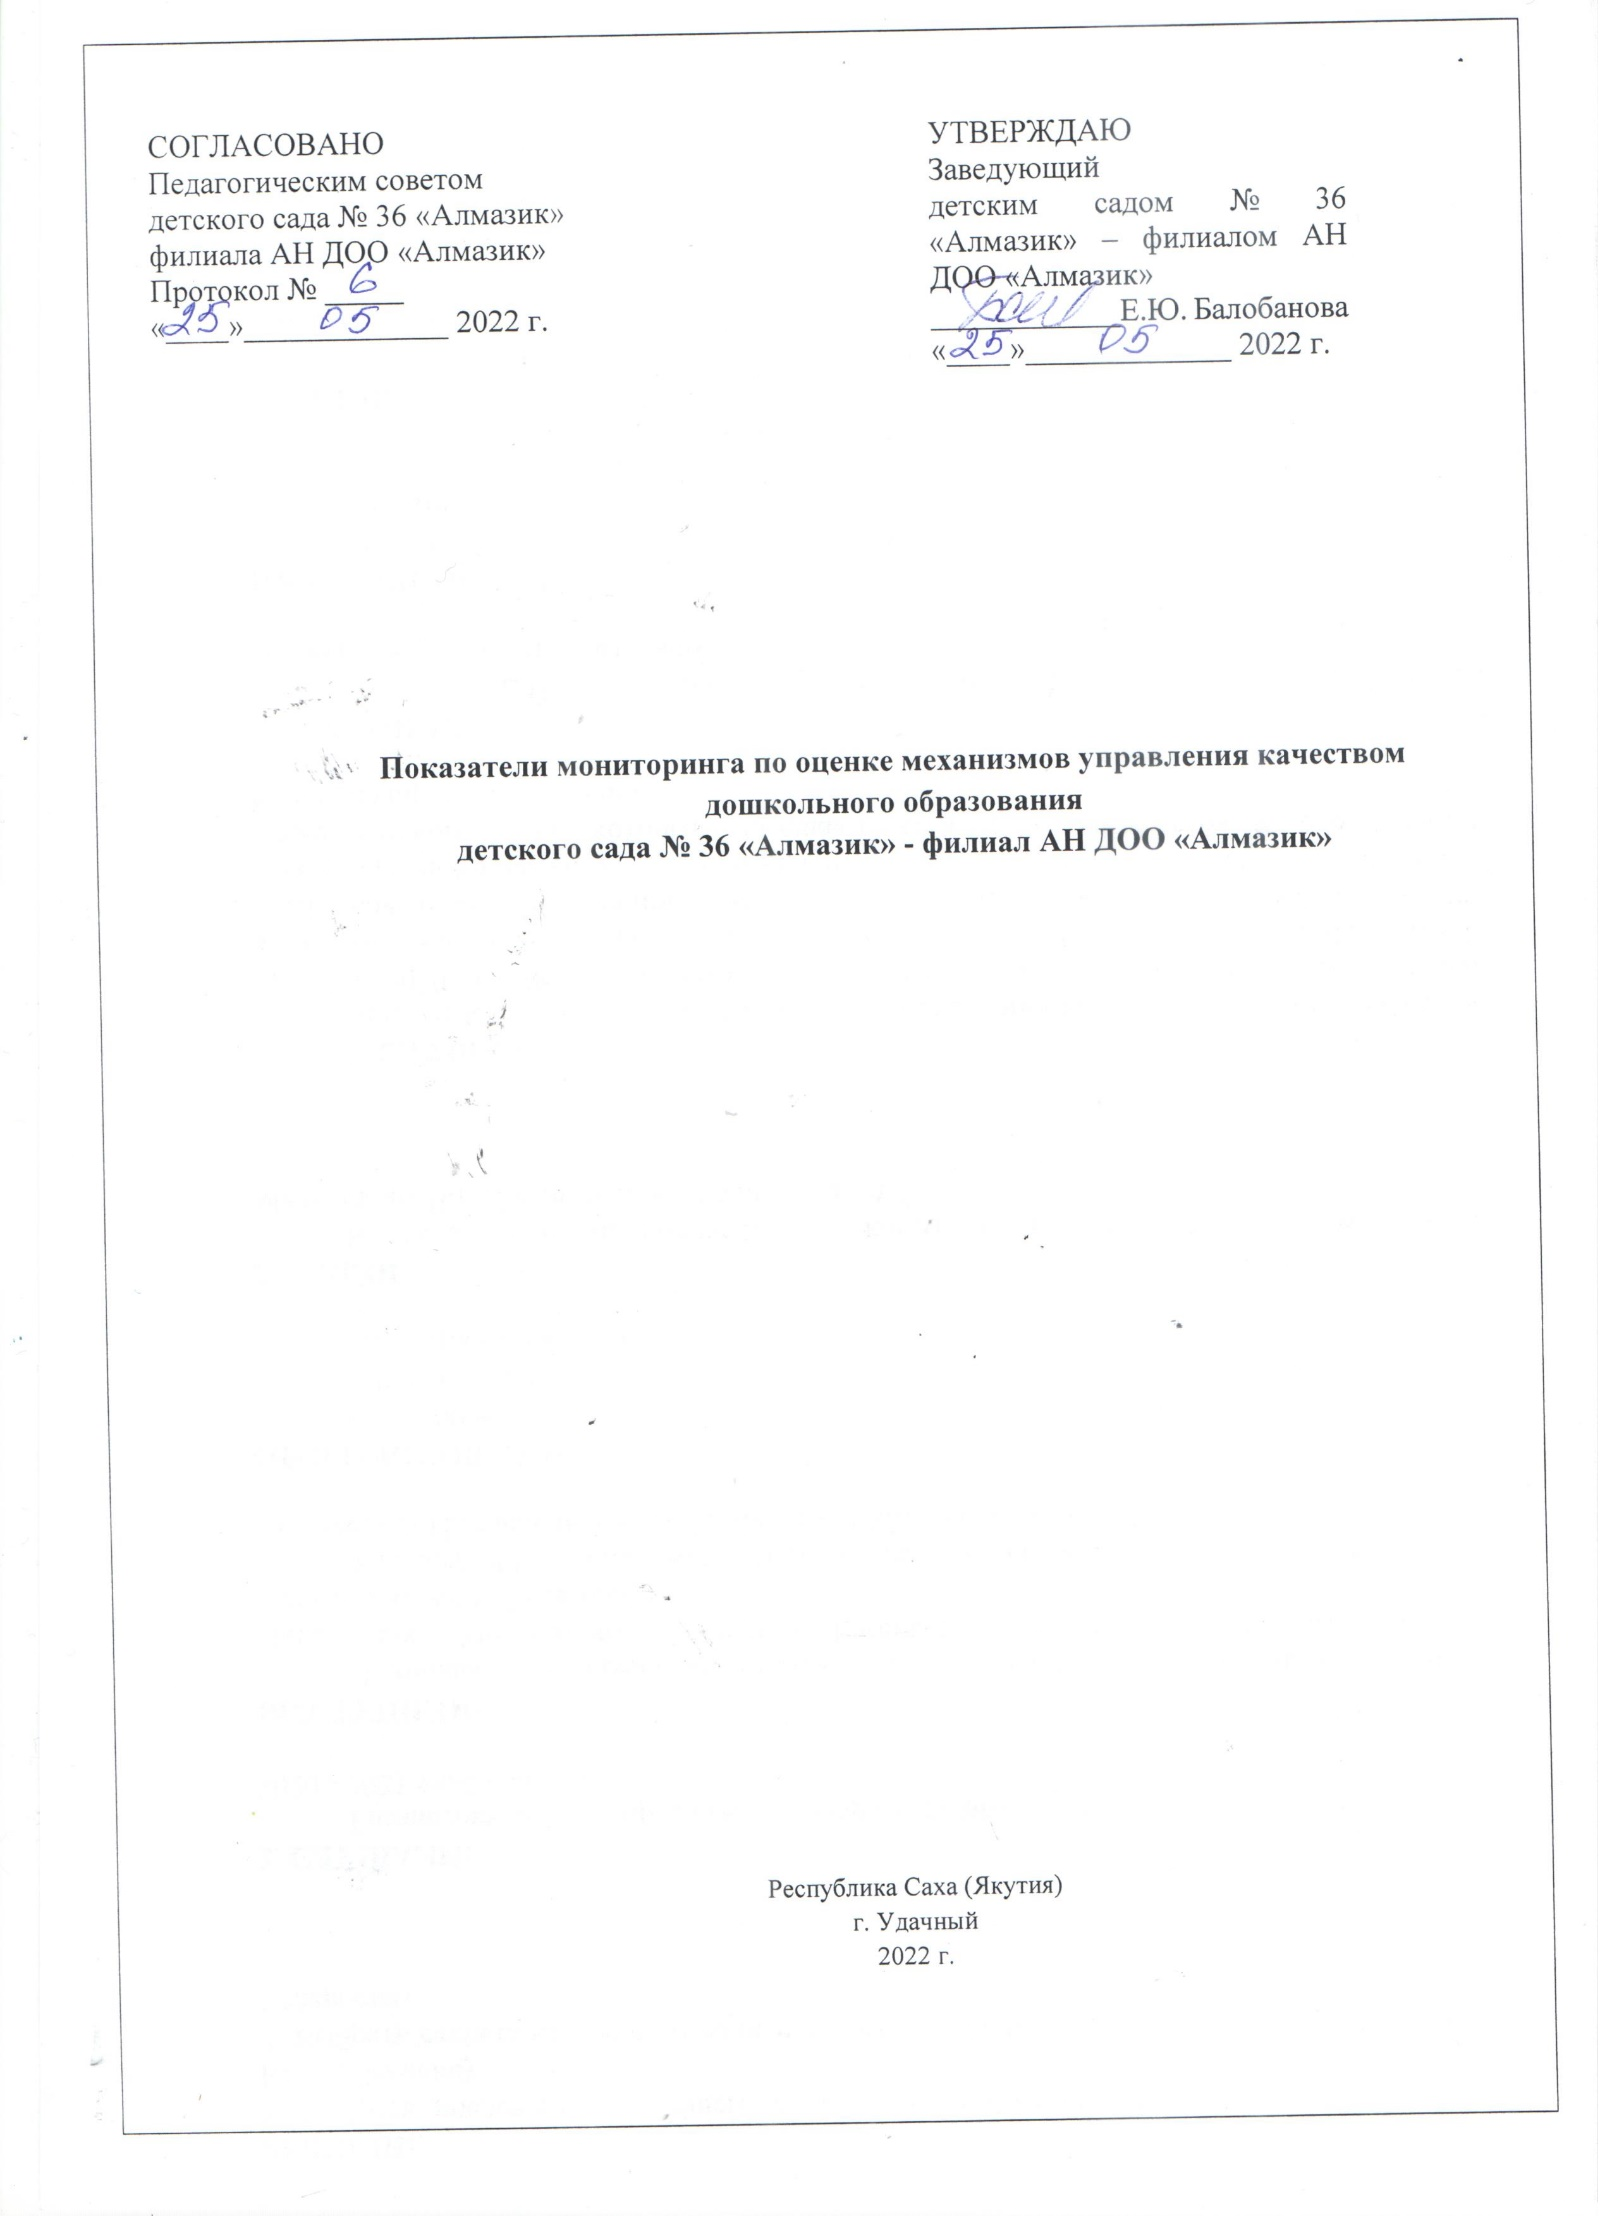 СОГЛАСОВАНО
Педагогическим советом
детского сада № 36 «Алмазик»
филиала АН ДОО «Алмазик»
Протокол № 6
«25» 05 2022 г.
УТВЕРЖДАЮ
Заведующий
детским садом № 36
«Алмазик» – филиалом АН
ДОО «Алмазик»
Е.Ю. Балобанова
«25» 05 2022 г.
Показатели мониторинга по оценке механизмов управления качеством
дошкольного образования
детского сада № 36 «Алмазик» - филиал АН ДОО «Алмазик»
Республика Саха (Якутия)
г. Удачный
2022 г.